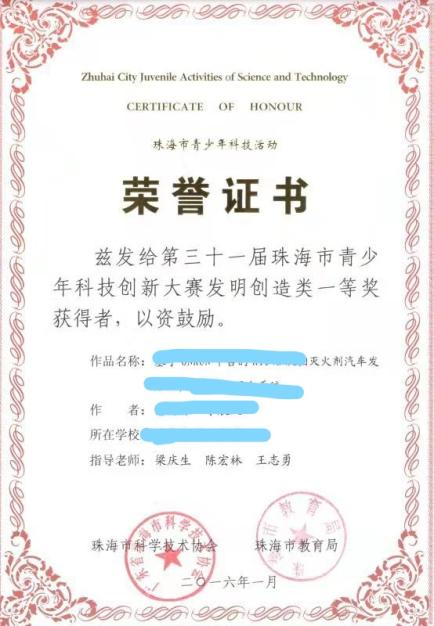 Zhuhai City Juvenile Activities of Science and Technology
CERTIFICATE OF HONOUR
珠海市青少年科技活动
荣誉证书
兹发给第三十一届珠海市青少
年科技创新大赛发明创造类一等奖
获得者，以资鼓励。
作品名称：
灭火剂汽车发
作 者：
所在学校
指导老师：梁庆生 陈宏林 王志勇
珠海市科学技术协会 珠海市教育局
二〇一六年一月